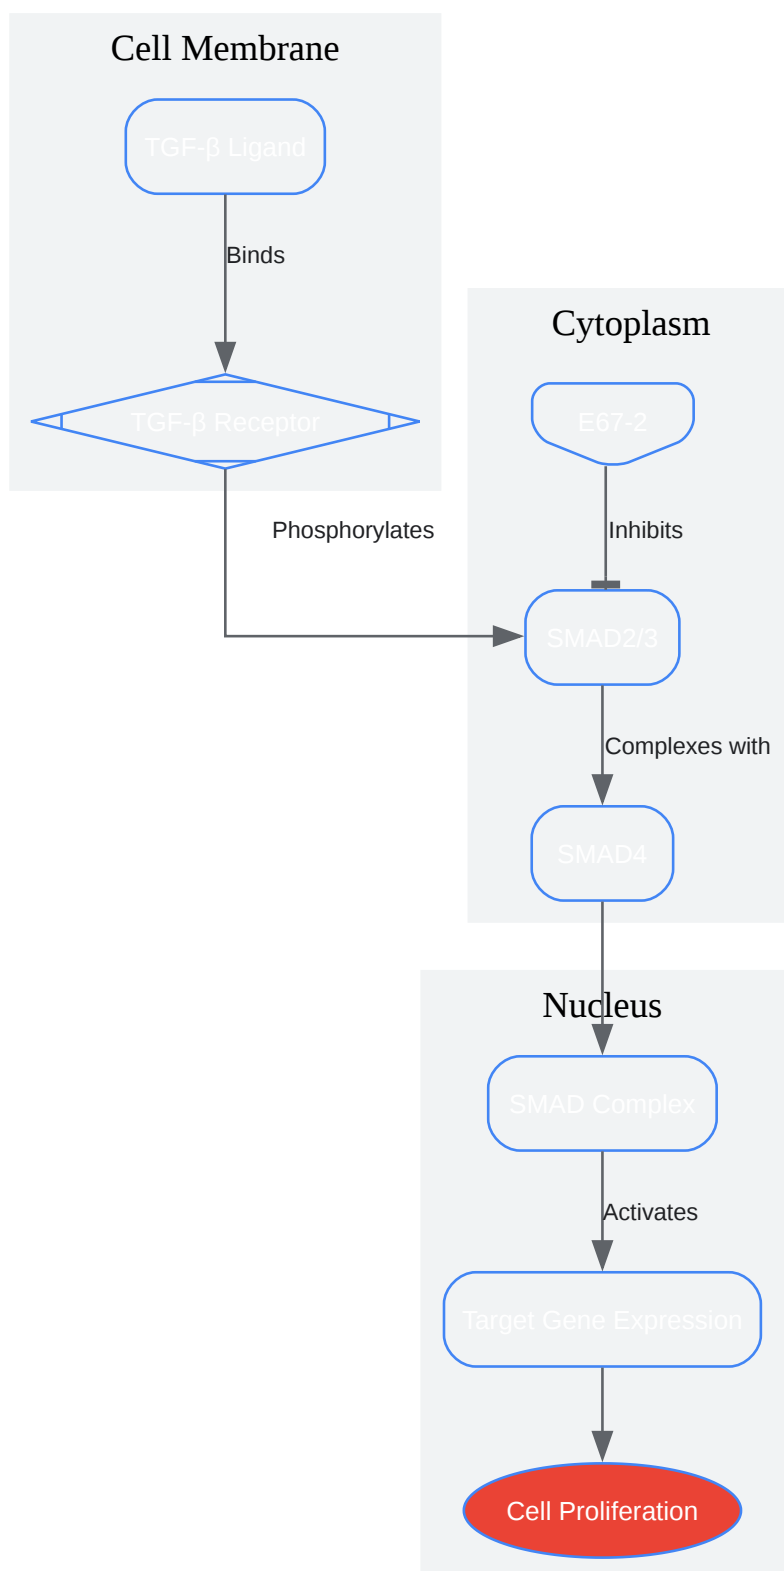 Cell Membrane
TGF-β Ligand
Binds
TGF-β Receptor
Phosphorylates
Cytoplasm
E67-2
Inhibits
SMAD2/3
Complexes with
SMAD4
Nucleus
SMAD Complex
Activates
Target Gene Expression
Cell Proliferation